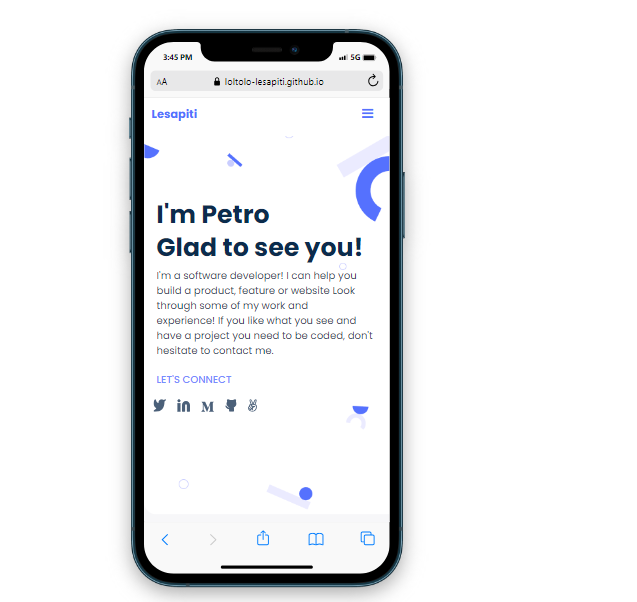 3:45 PM
5G
AA
loltolo-lesapiti.github.io
Lesapiti
I'm Petro
Glad to see you!
I'm a software developer! I can help you
build a product, feature or website Look
through some of my work and
experience! If you like what you see and
have a project you need to be coded, don't
hesitate to contact me.
LET'S CONNECT